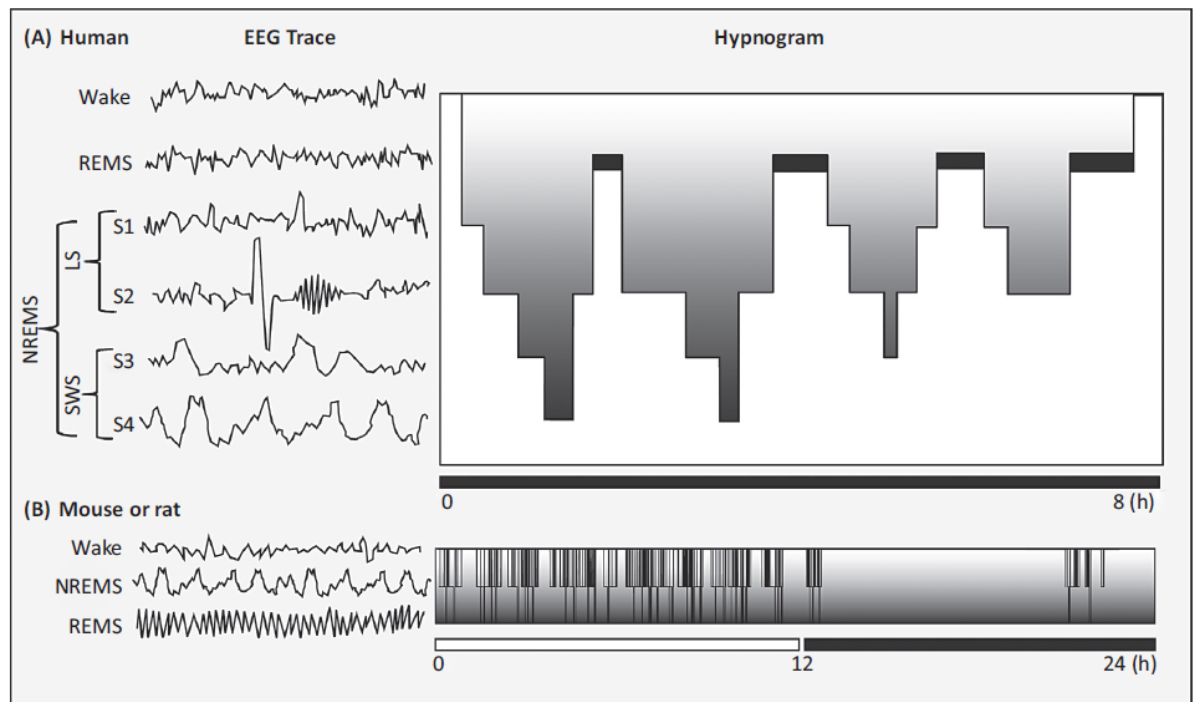 (A) Human EEG Trace Hypnogram
Wake
REMS
S1
LS
S2
NREMS
S3
SWS
S4
0 8 (h)
(B) Mouse or rat
Wake
NREMS
REMS
0 12 24 (h)